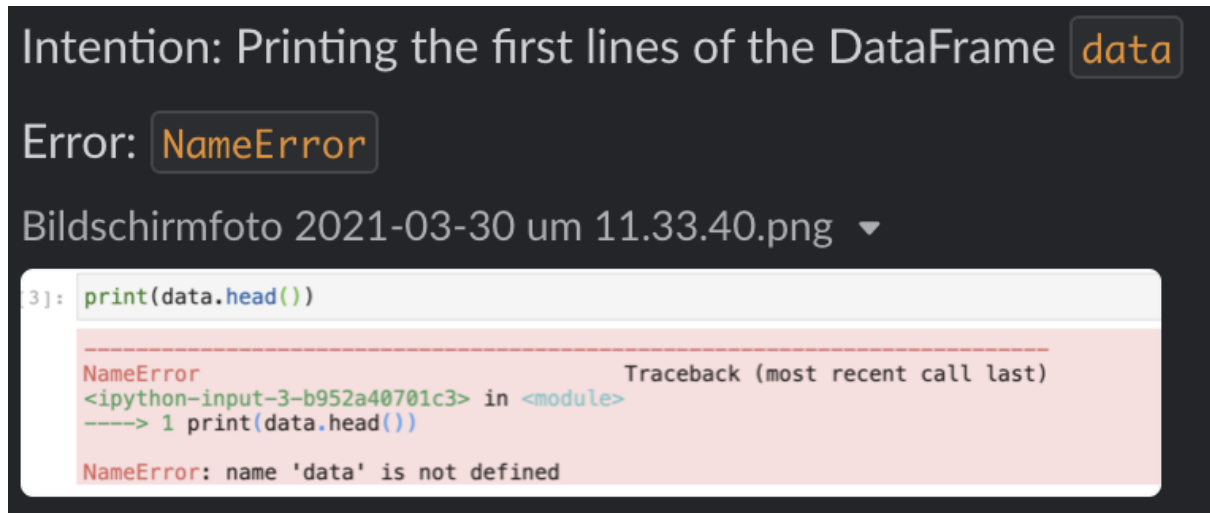 Intention: Printing the first lines of the DataFrame data
Error: NameError
Bildschirmfoto 2021-03-30 um 11.33.40.png
[3]: print(data.head())
---------------------------------------------------------------------------
NameError Traceback (most recent call last)
<ipython-input-3-b952a40701c3> in <module>
----> 1 print(data.head())
NameError: name 'data' is not defined